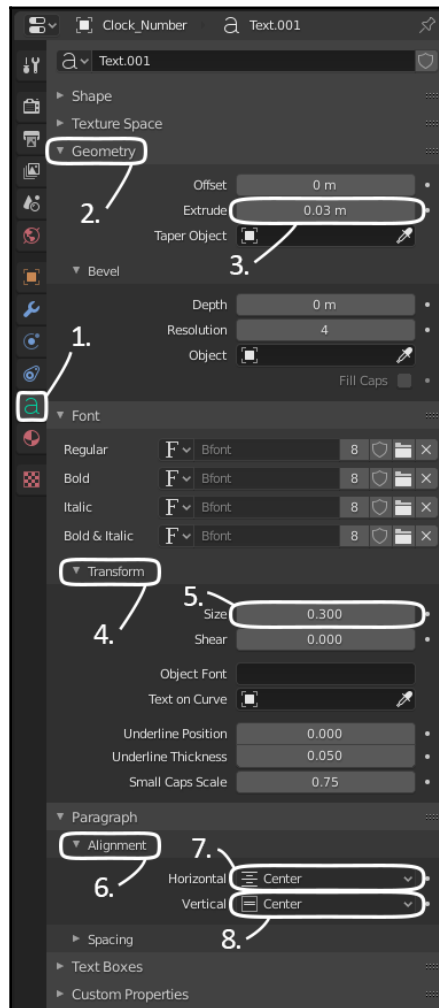 Clock_Number a Text.001
a Text.001
Shape
Texture Space
Geometry
2.
Offset 0 m
Extrude 0.03 m
Taper Object
3.
Bevel
Depth 0 m
1.
Resolution 4
Object
Fill Caps
a
Font
Regular F Bfont 8
Bold F Bfont 8
Italic F Bfont 8
Bold & Italic F Bfont 8
Transform
5.
4.
Size 0.300
Shear 0.000
Object Font
Text on Curve
Underline Position 0.000
Underline Thickness 0.050
Small Caps Scale 0.75
Paragraph
Alignment
7.
6.
Horizontal Center
Vertical Center
8.
Spacing
Text Boxes
Custom Properties